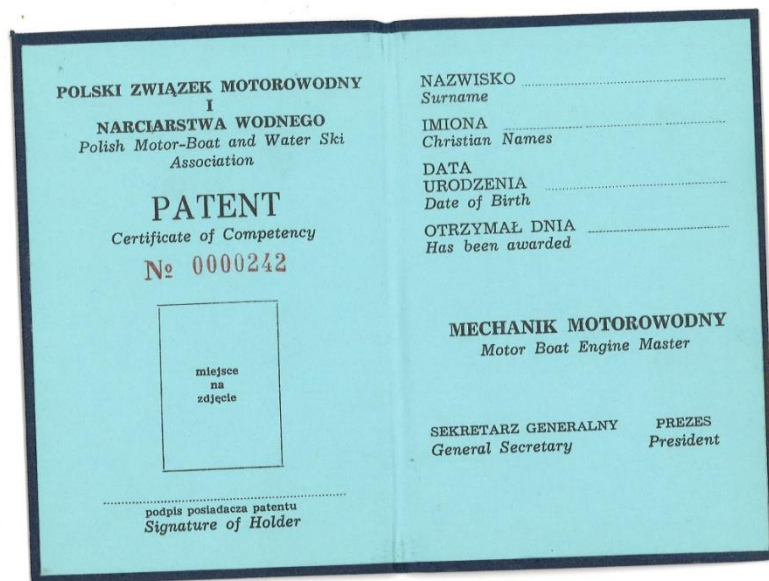 POLSKI ZWIĄZEK MOTOROWODNY
I
NARCIARSTWA WODNEGO
Polish Motor-Boat and Water Ski
Association
PATENT
Certificate of Competency
№ 0000242
miejsce
na
zdjęcie
podpis posiadacza patentu
Signature of Holder
NAZWISKO
Surname
IMIONA
Christian Names
DATA
URODZENIA
Date of Birth
OTRZYMAŁ DNIA
Has been awarded
MECHANIK MOTOROWODNY
Motor Boat Engine Master
SEKRETARZ GENERALNY PREZES
General Secretary President